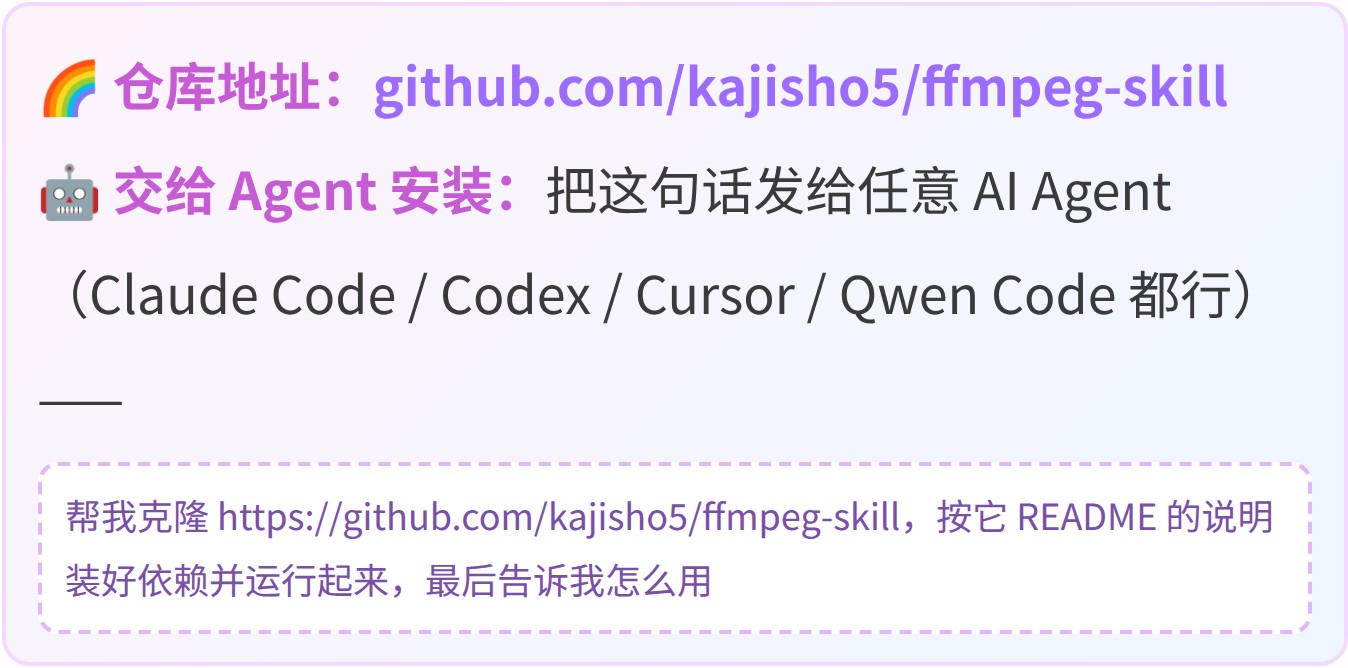 🌈 仓库地址：github.com/kajisho5/ffmpeg-skill
🤖 交给 Agent 安装：把这句话发给任意 AI Agent
（Claude Code / Codex / Cursor / Qwen Code 都行）
——
帮我克隆 https://github.com/kajisho5/ffmpeg-skill，按它 README 的说明
装好依赖并运行起来，最后告诉我怎么用